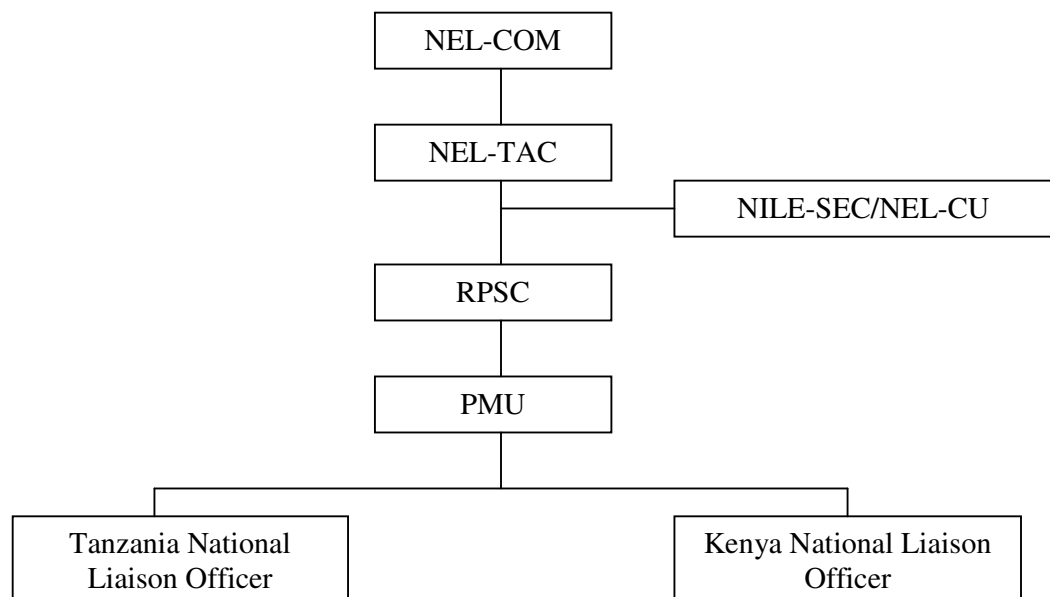 NEL-COM
NEL-TAC
NILE-SEC/NEL-CU
RPSC
PMU
Tanzania National
Liaison Officer
Kenya National Liaison
Officer